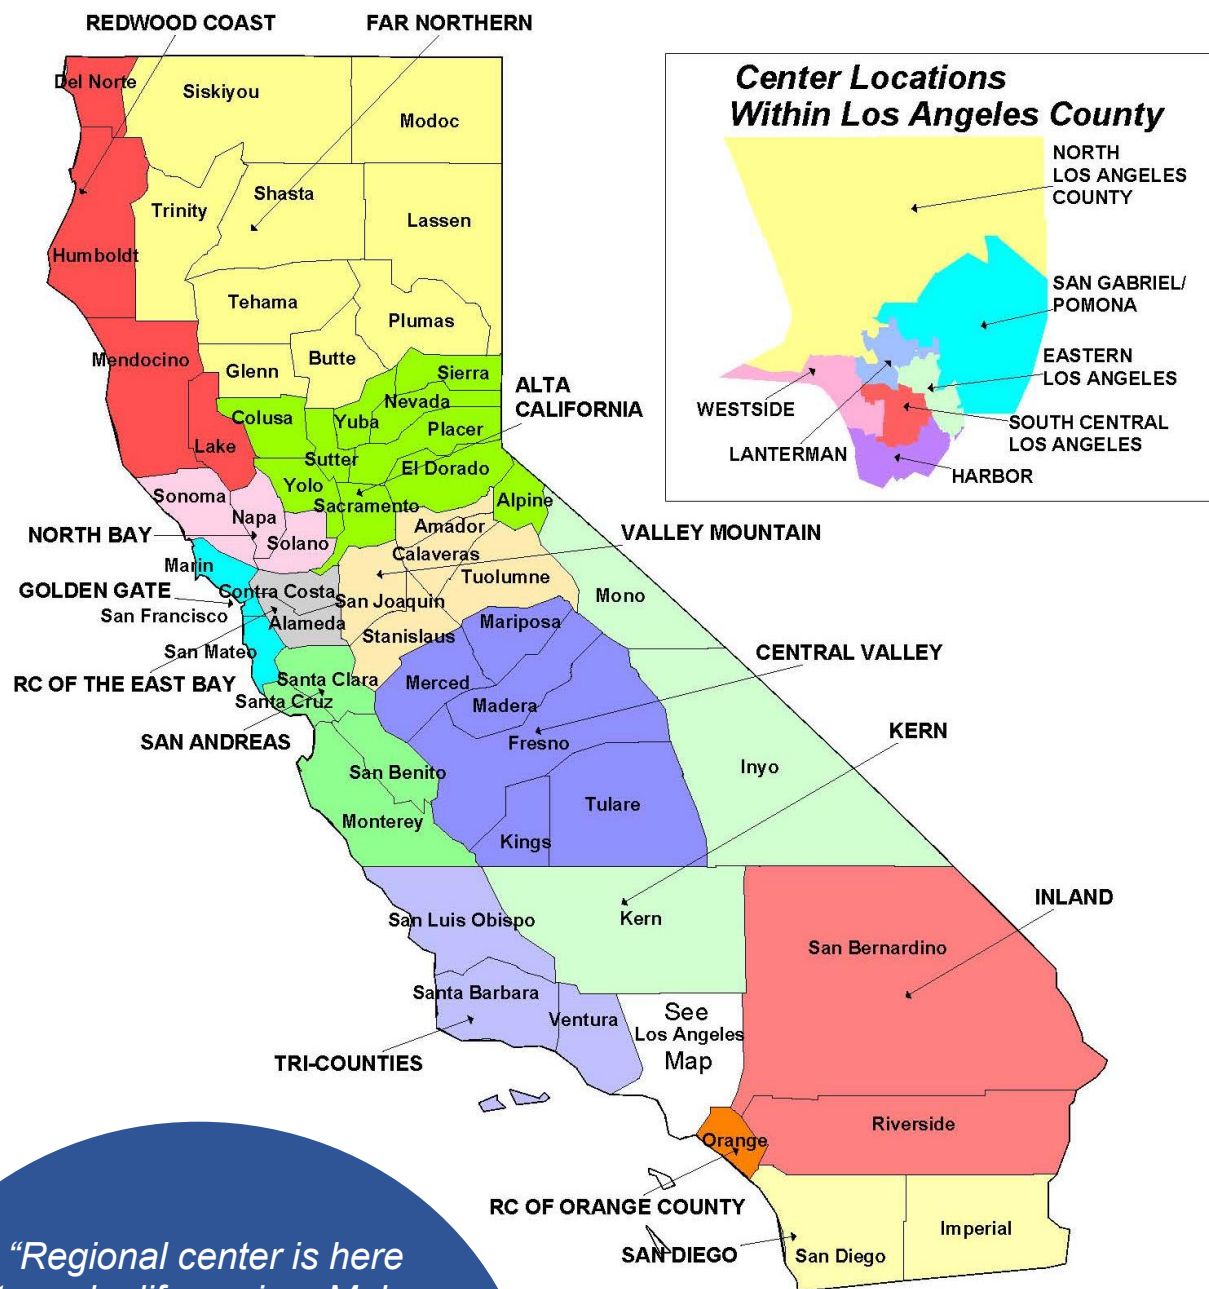 REDWOOD COAST
FAR NORTHERN
Del Norte
Siskiyou
Modoc
Shasta
Trinity
Lassen
Humboldt
Tehama
Plumas
Mendocino
Butte
Glenn
Sierra
Nevada
Colusa
Yuba
Placer
Lake
Sutter
El Dorado
Yolo
Sonoma
Sacramento
Alpine
Napa
Amador
Solano
Calaveras
Marin
Tuolumne
Contra Costa
San Joaquin
Mono
San Francisco
Alameda
Mariposa
Stanislaus
San Mateo
Santa Clara
Merced
Santa Cruz
Madera
Fresno
San Benito
Inyo
Tulare
Monterey
Kings
San Luis Obispo
Kern
San Bernardino
Santa Barbara
Ventura
See
Los Angeles
Map
Orange
Riverside
San Diego
Imperial
ALTA
CALIFORNIA
NORTH BAY
VALLEY MOUNTAIN
GOLDEN GATE
RC OF THE EAST BAY
CENTRAL VALLEY
SAN ANDREAS
KERN
INLAND
TRI-COUNTIES
RC OF ORANGE COUNTY
SAN DIEGO
Center Locations
Within Los Angeles County
NORTH
LOS ANGELES
COUNTY
SAN GABRIEL/
POMONA
EASTERN
LOS ANGELES
WESTSIDE
LANTERMAN
SOUTH CENTRAL
LOS ANGELES
HARBOR
“Regional center is here